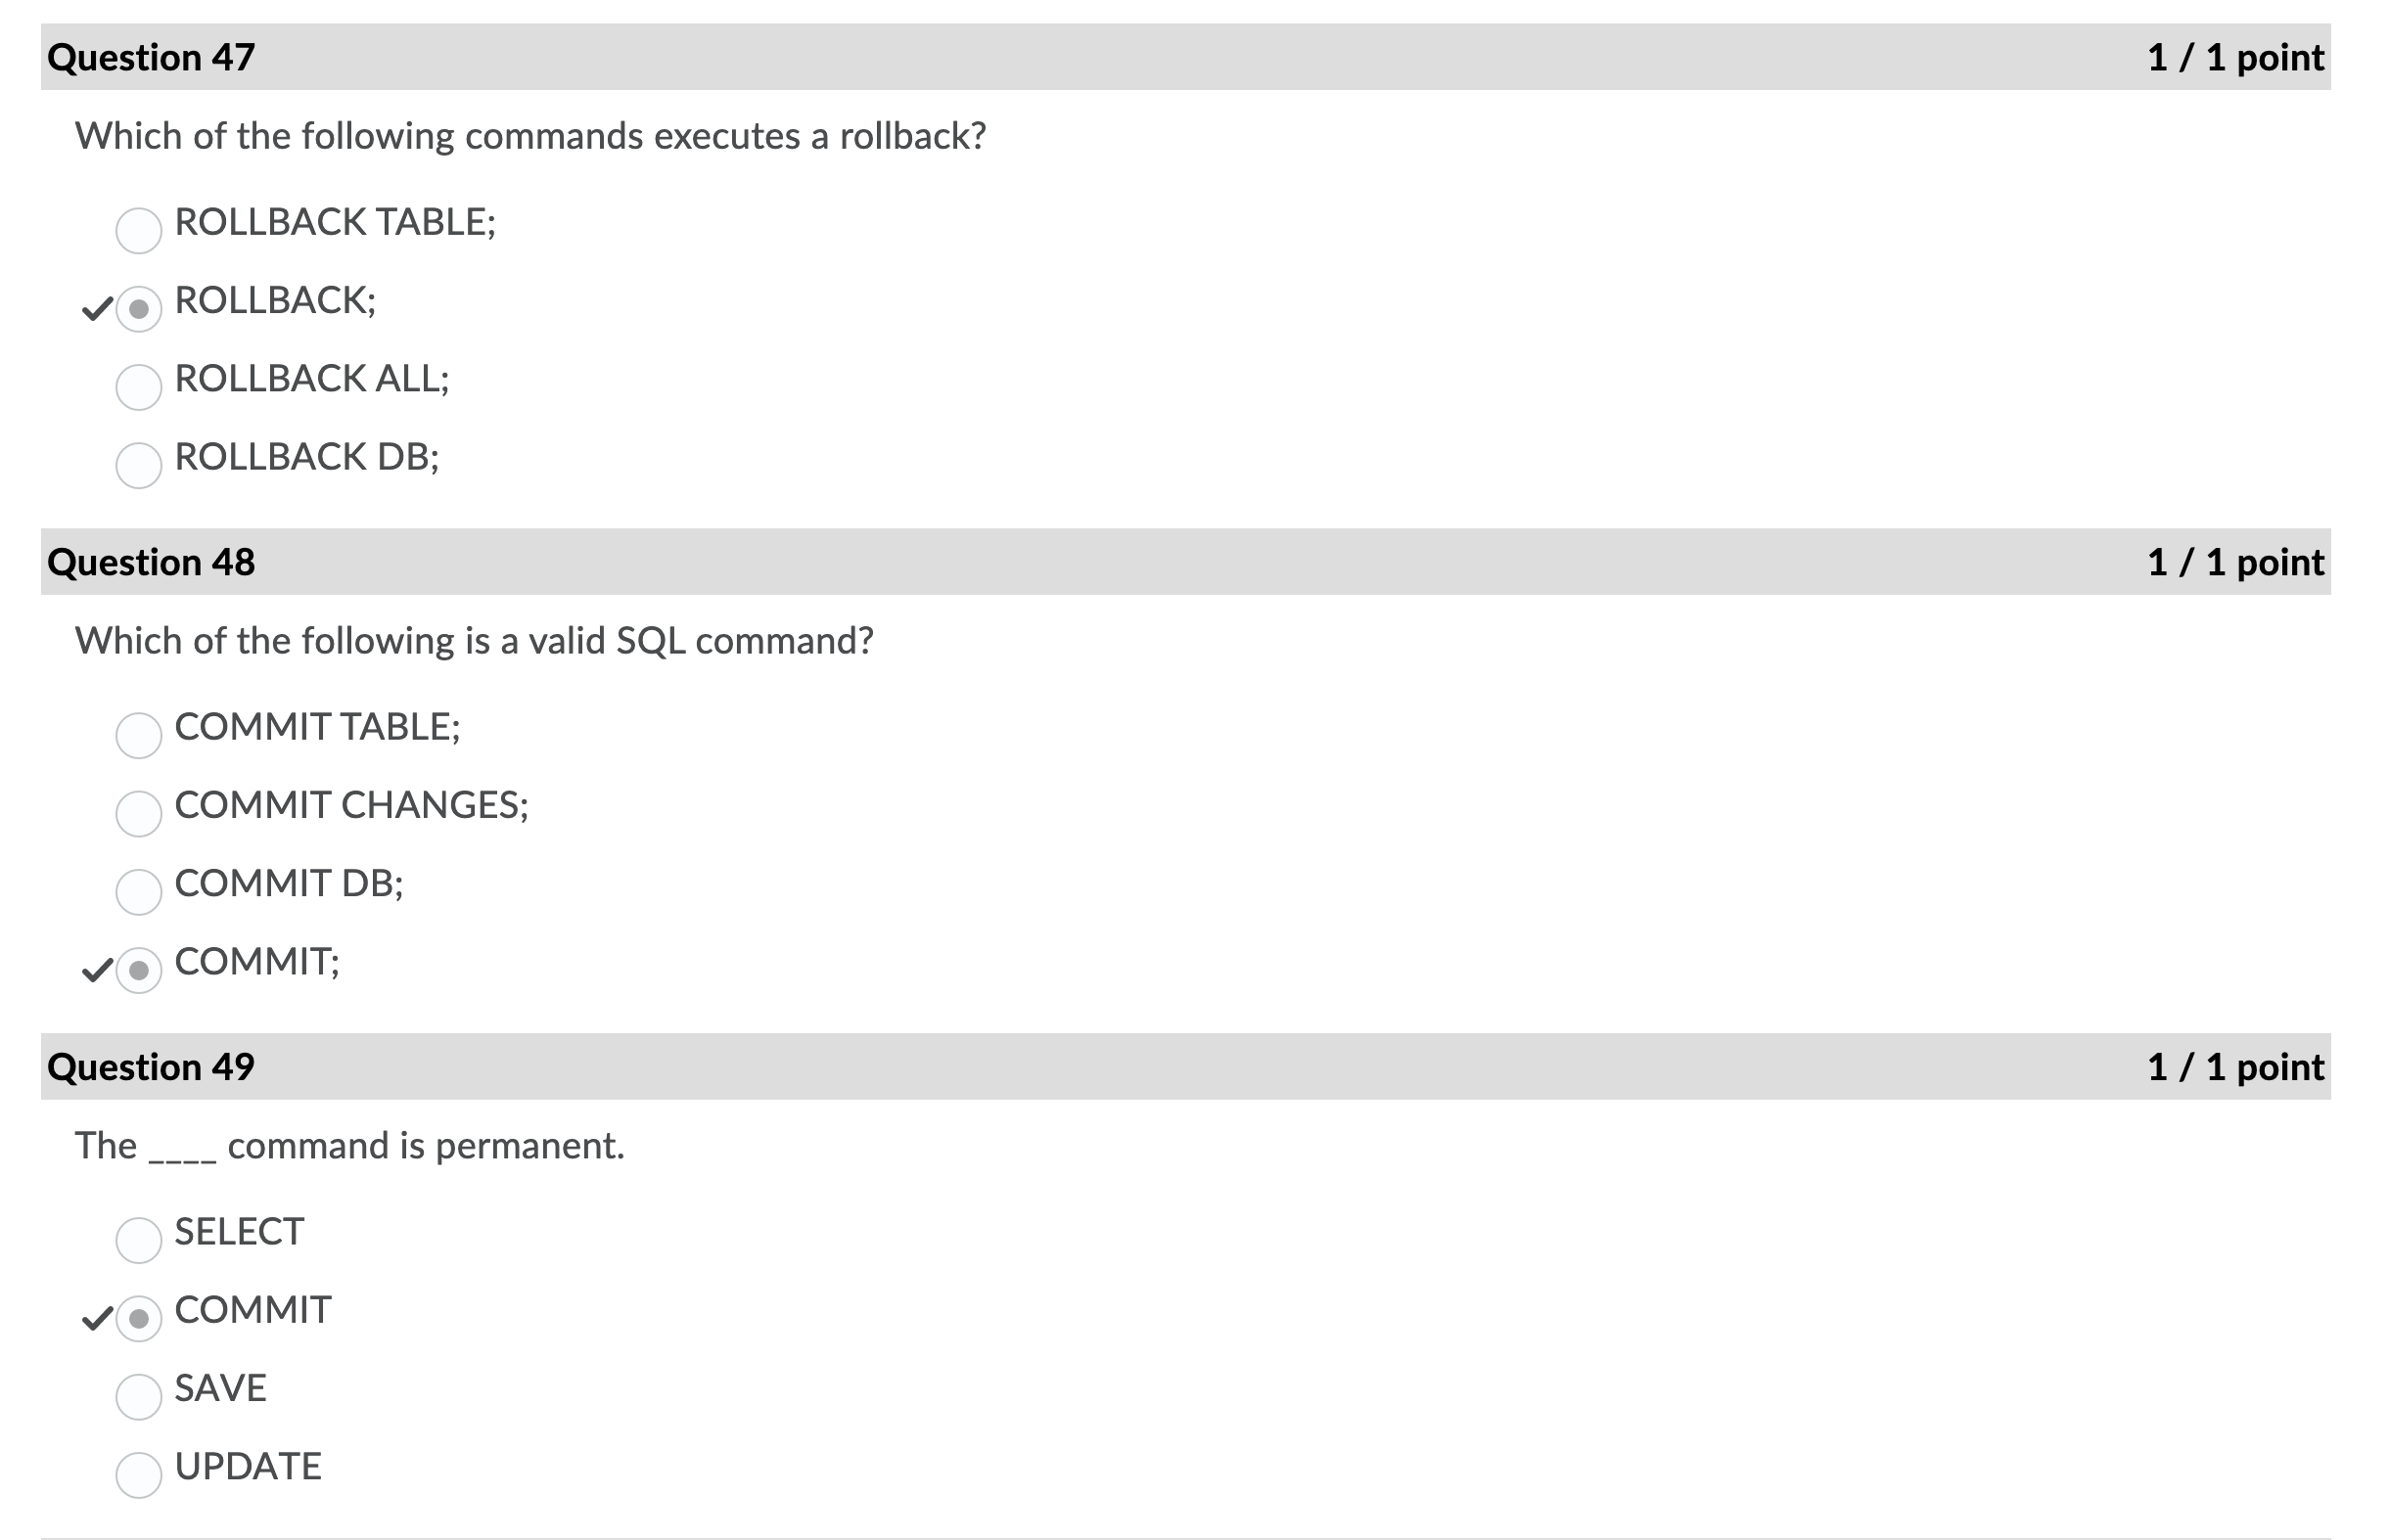 Question 47 1 / 1 point
Which of the following commands executes a rollback?
ROLLBACK TABLE;
ROLLBACK;
ROLLBACK ALL;
ROLLBACK DB;
Question 48 1 / 1 point
Which of the following is a valid SQL command?
COMMIT TABLE;
COMMIT CHANGES;
COMMIT DB;
COMMIT;
Question 49 1 / 1 point
The ____ command is permanent.
SELECT
COMMIT
SAVE
UPDATE